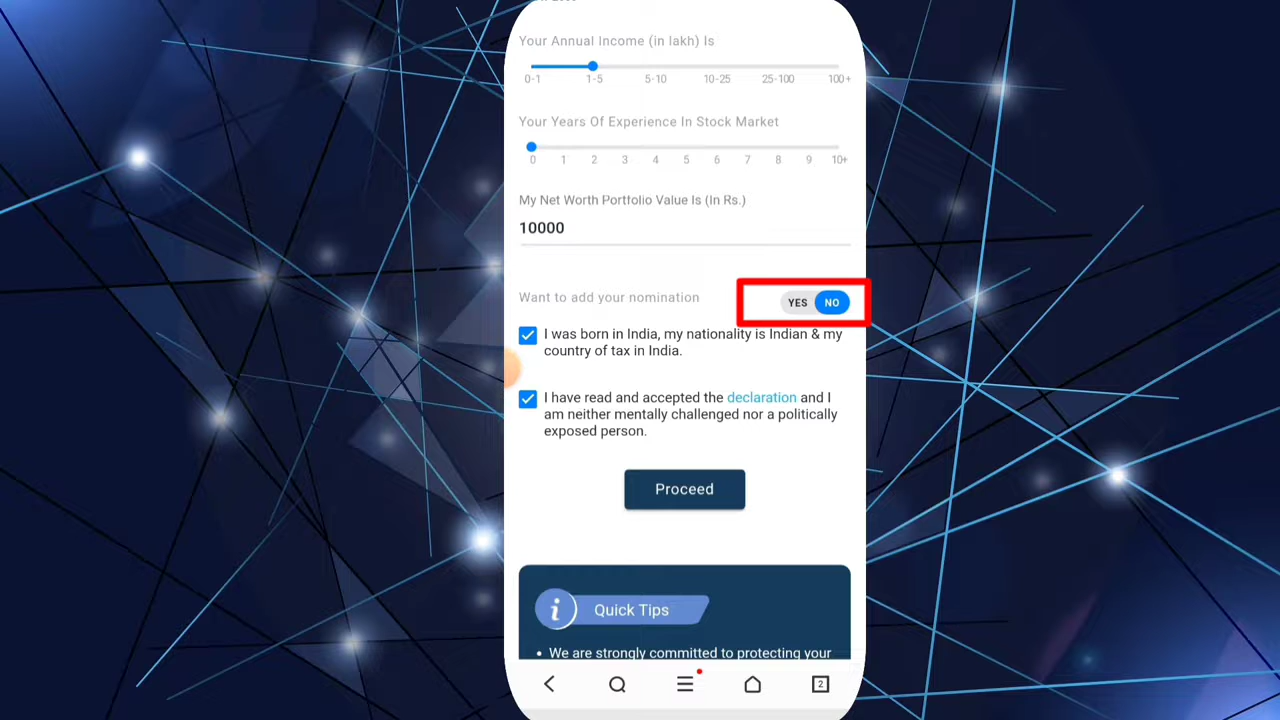 Your Annual Income (in lakh) Is
0-1 1-5 5-10 10-25 25-100 100+
Your Years Of Experience In Stock Market
0 1 2 3 4 5 6 7 8 9 10+
My Net Worth Portfolio Value Is (In Rs.)
10000
Want to add your nomination YES NO
I was born in India, my nationality is Indian & my
country of tax in India.
I have read and accepted the declaration and I
am neither mentally challenged nor a politically
exposed person.
Proceed
i Quick Tips
• We are strongly committed to protecting your
2